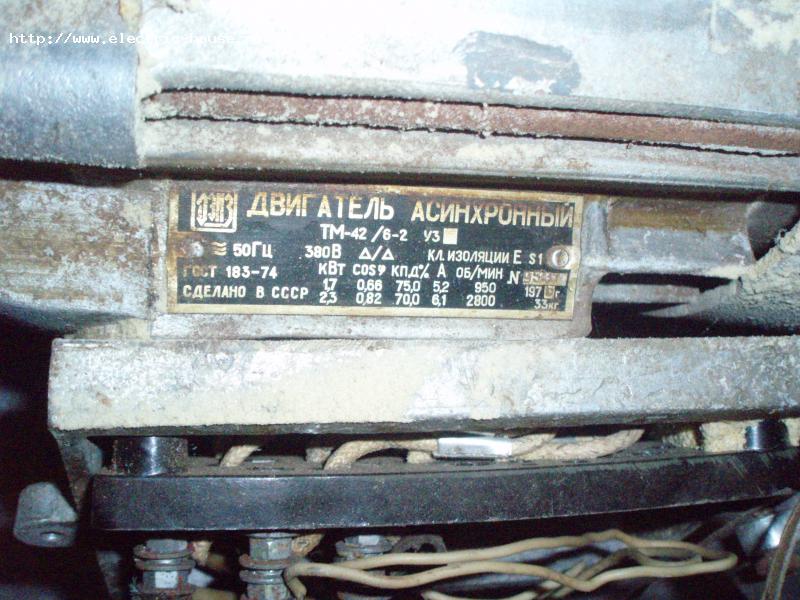 http://www.electric-house
ДВИГАТЕЛЬ АСИНХРОННЫЙ
ТМ-42/6-2 У3
50Гц 380В Δ/Δ КЛ.ИЗОЛЯЦИИ Е S1
ГОСТ 183-74 кВт COSφ КПД% А ОБ/МИН N
1,7 0,66 75,0 5,2 950 197 г
СДЕЛАНО В СССР 2,3 0,82 70,0 6,1 2800 33кг